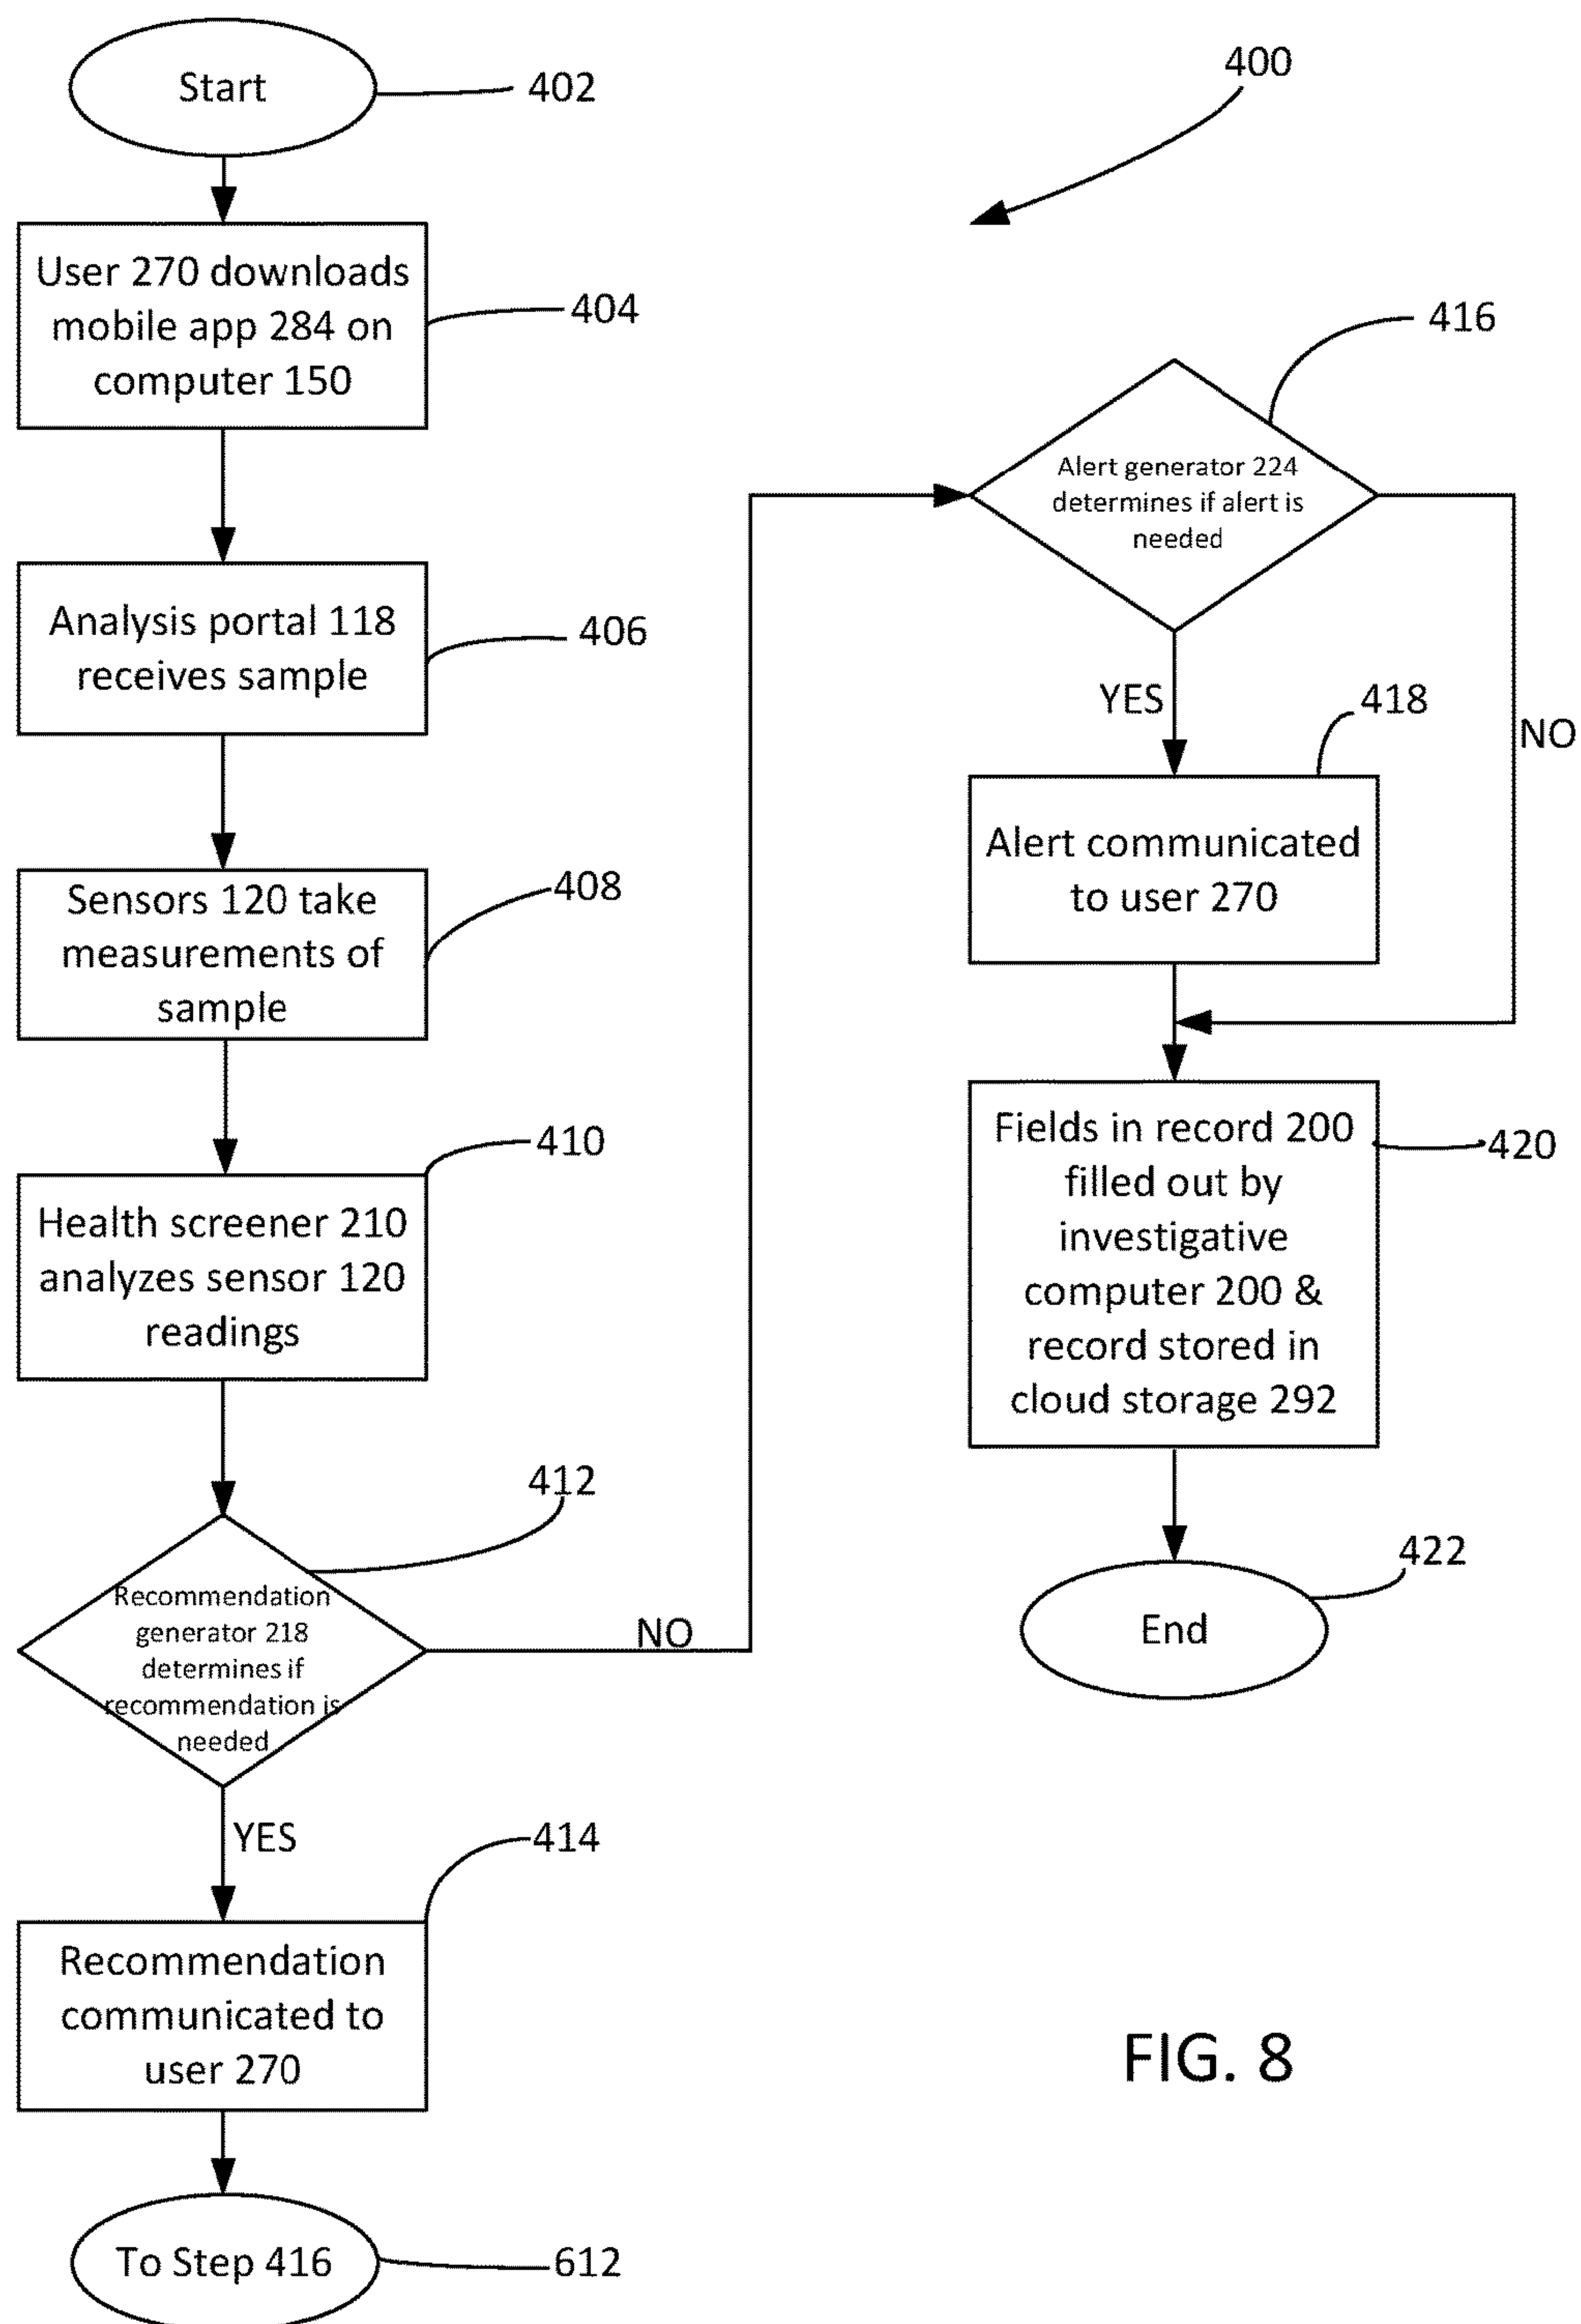 Start
402
User 270 downloads
mobile app 284 on
computer 150
404
Analysis portal 118
receives sample
406
Sensors 120 take
measurements of
sample
408
Health screener 210
analyzes sensor 120
readings
410
Recommendation
generator 218
determines if
recommendation is
needed
412
NO
YES
Recommendation
communicated to
user 270
414
To Step 416
612
400
Alert generator 224
determines if alert is
needed
416
YES
NO
Alert communicated
to user 270
418
Fields in record 200
filled out by
investigative
computer 200 &
record stored in
cloud storage 292
420
End
422
FIG. 8